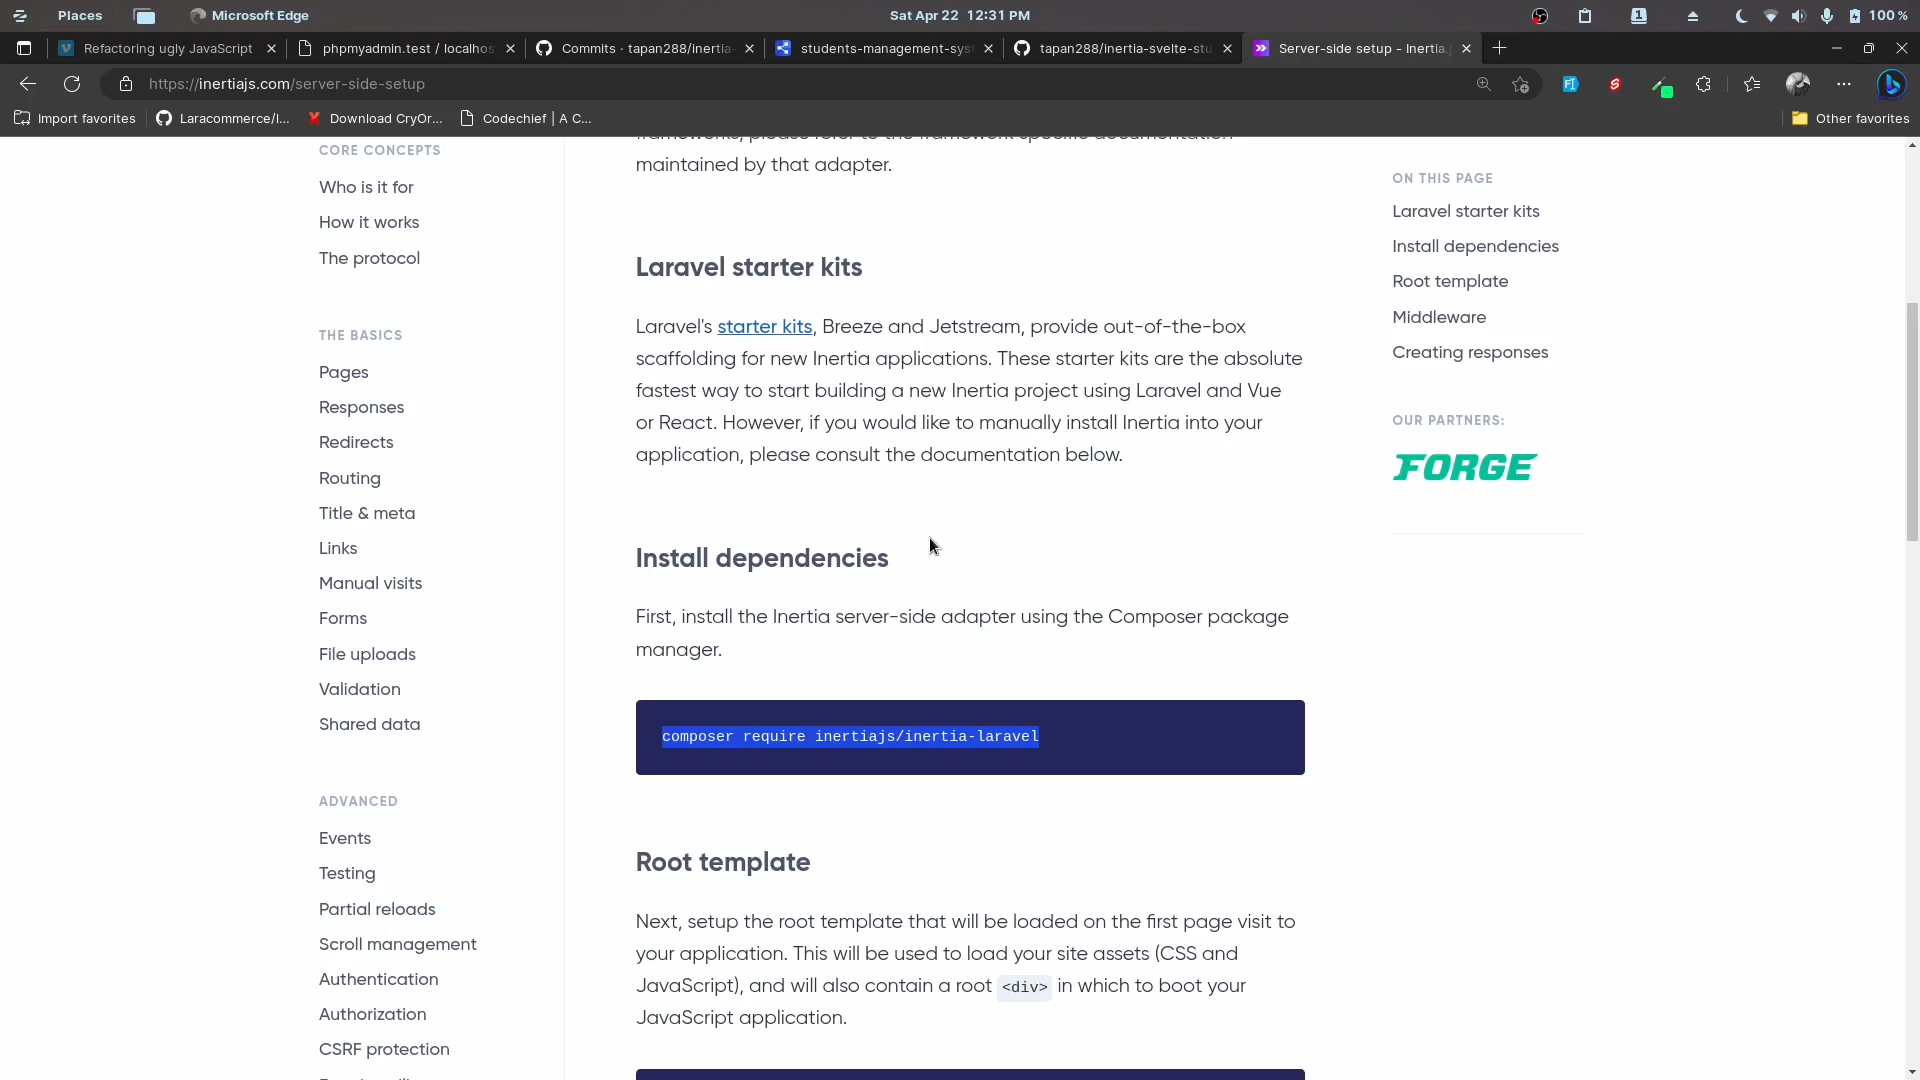 Places
Microsoft Edge
Sat Apr 22 12:31 PM
1
100 %
Refactoring ugly JavaScript
phpmyadmin.test / localhos
Commits · tapan288/inertia-
students-management-syst
tapan288/inertia-svelte-stu
Server-side setup - Inertia.
https://inertiajs.com/server-side-setup
Import favorites
Laracommerce/l...
Download CryOr...
Codechief | A C...
Other favorites
CORE CONCEPTS
Who is it for
How it works
The protocol
THE BASICS
Pages
Responses
Redirects
Routing
Title & meta
Links
Manual visits
Forms
File uploads
Validation
Shared data
ADVANCED
Events
Testing
Partial reloads
Scroll management
Authentication
Authorization
CSRF protection
frameworks, please refer to the framework specific documentation
maintained by that adapter.
Laravel starter kits
Laravel's starter kits, Breeze and Jetstream, provide out-of-the-box
scaffolding for new Inertia applications. These starter kits are the absolute
fastest way to start building a new Inertia project using Laravel and Vue
or React. However, if you would like to manually install Inertia into your
application, please consult the documentation below.
Install dependencies
First, install the Inertia server-side adapter using the Composer package
manager.
composer require inertiajs/inertia-laravel
Root template
Next, setup the root template that will be loaded on the first page visit to
your application. This will be used to load your site assets (CSS and
JavaScript), and will also contain a root <div> in which to boot your
JavaScript application.
ON THIS PAGE
Laravel starter kits
Install dependencies
Root template
Middleware
Creating responses
OUR PARTNERS:
FORGE